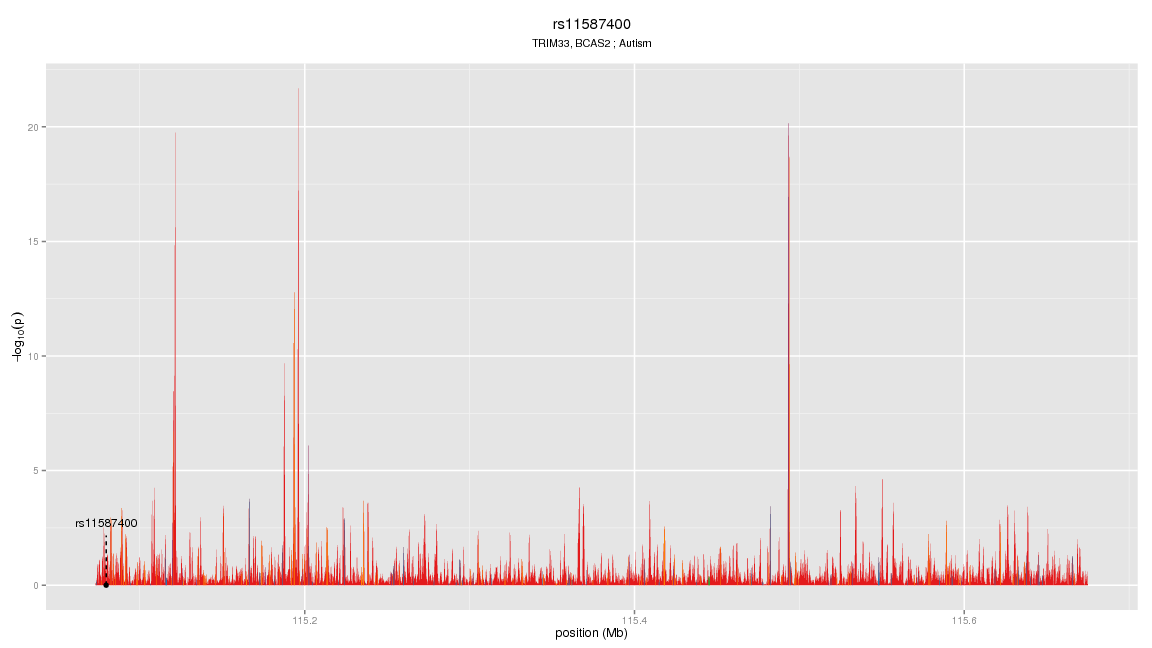 rs11587400
TRIM33, BCAS2 ; Autism
20
15
10
5
0
−log10(p)
rs11587400
115.2
115.4
115.6
position (Mb)